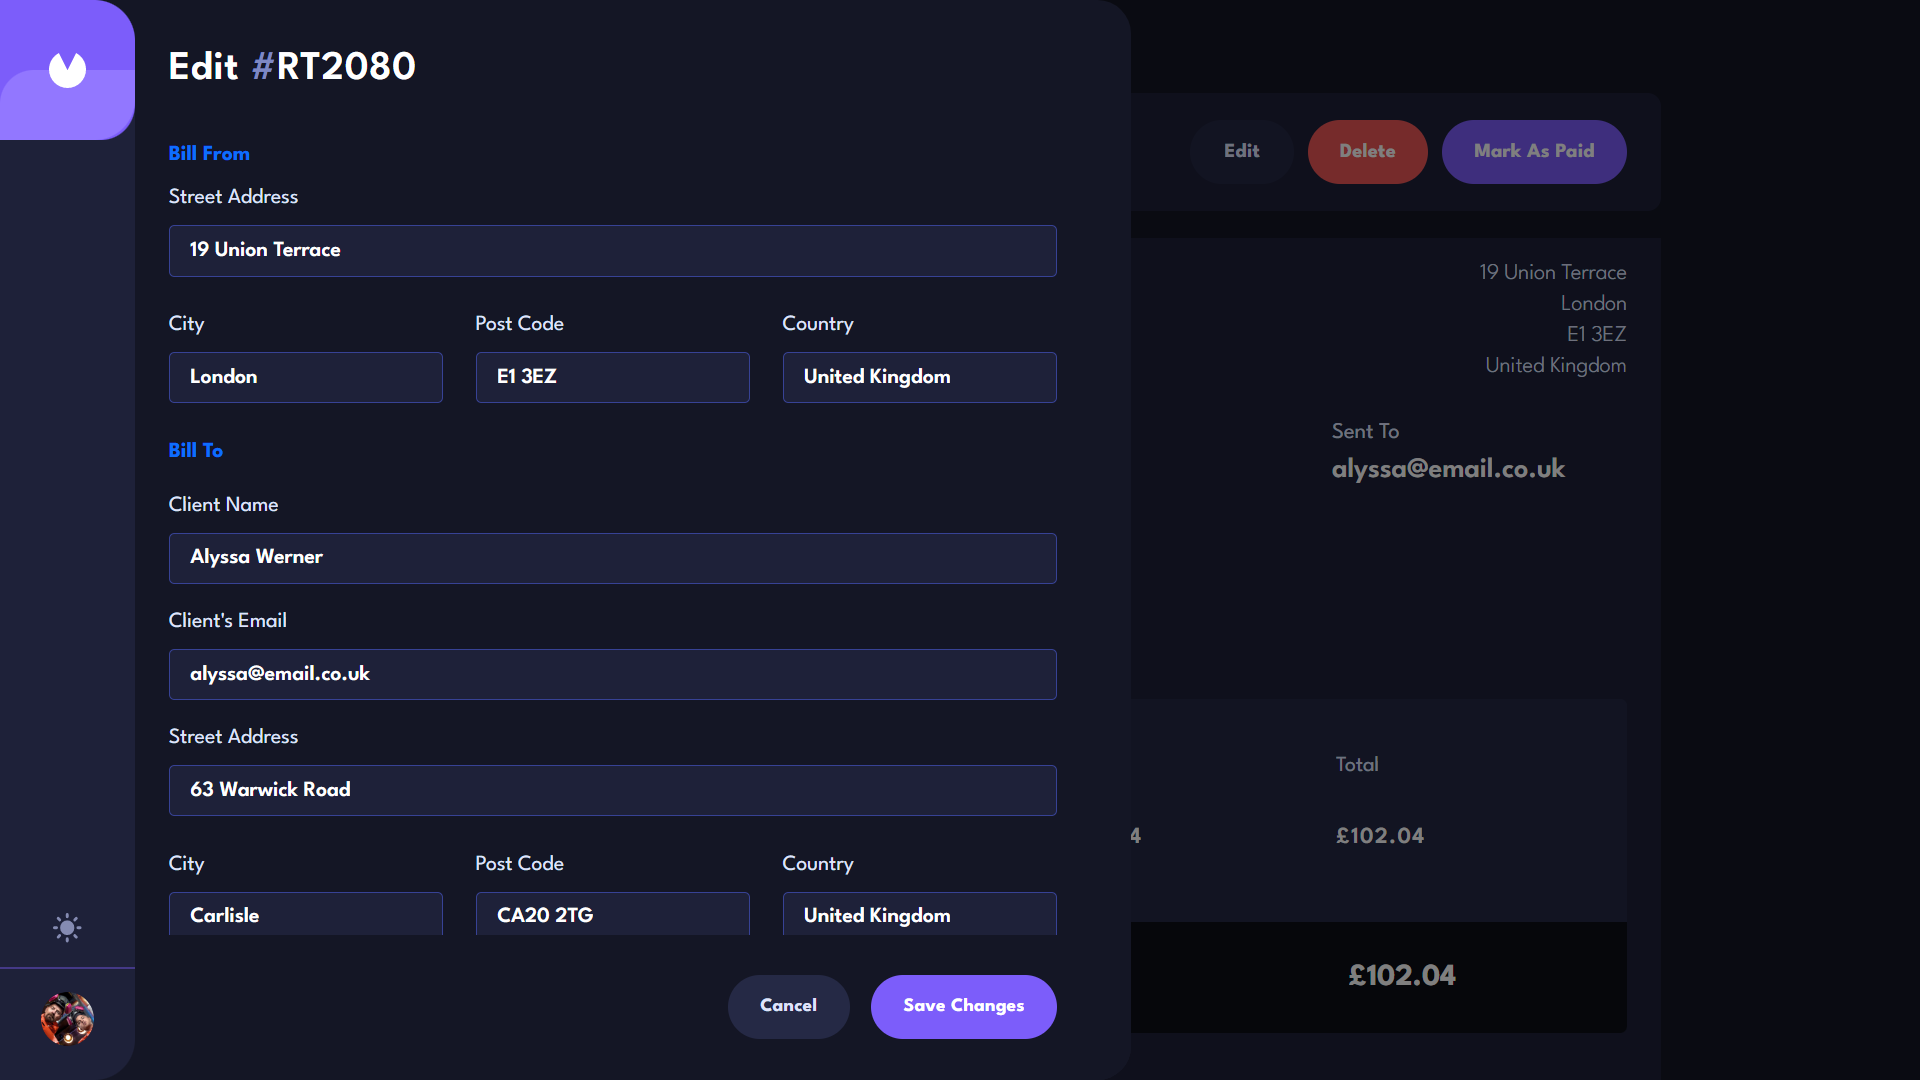 Edit #RT2080
Bill From
Street Address
19 Union Terrace
City Post Code Country
London E1 3EZ United Kingdom
Bill To
Client Name
Alyssa Werner
Client's Email
alyssa@email.co.uk
Street Address
63 Warwick Road
City Post Code Country
Carlisle CA20 2TG United Kingdom
Cancel Save Changes
Edit Delete Mark As Paid
19 Union Terrace
London
E1 3EZ
United Kingdom
Sent To
alyssa@email.co.uk
Total
4 £102.04
£102.04